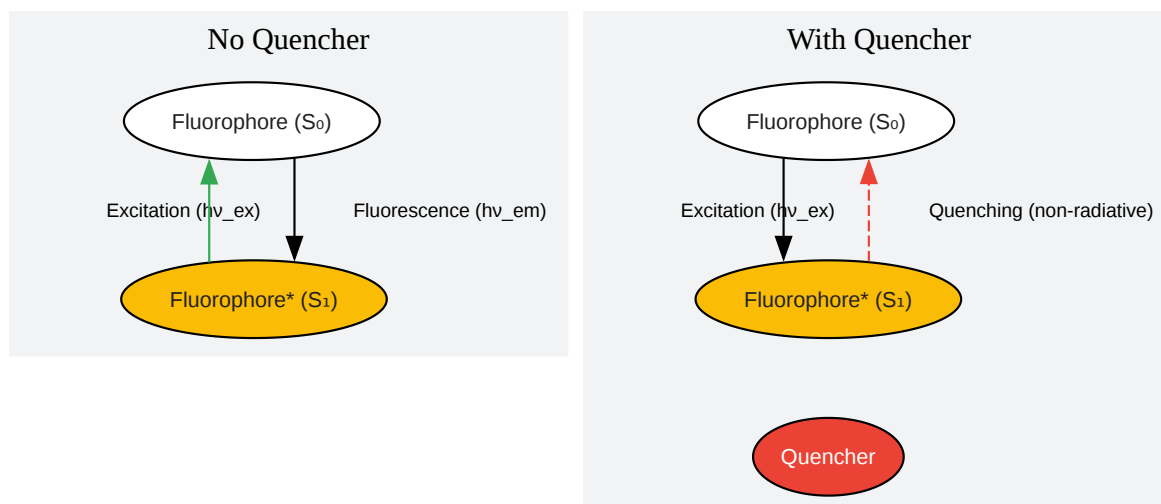 No Quencher
Fluorophore (S₀)
Excitation (hν_ex)
Fluorescence (hν_em)
Fluorophore* (S₁)
With Quencher
Fluorophore (S₀)
Excitation (hν_ex)
Quenching (non-radiative)
Fluorophore* (S₁)
Quencher